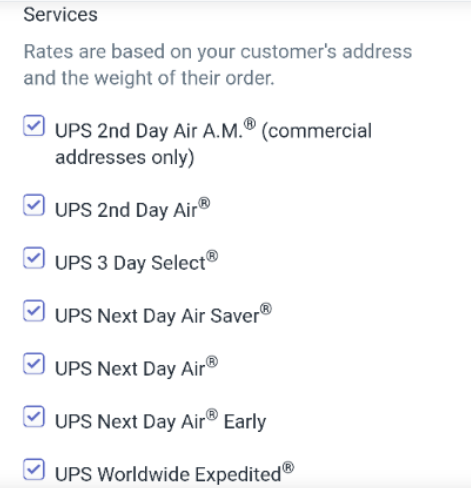 Services
Rates are based on your customer's address
and the weight of their order.
UPS 2nd Day Air A.M.® (commercial
addresses only)
UPS 2nd Day Air®
UPS 3 Day Select®
UPS Next Day Air Saver®
UPS Next Day Air®
UPS Next Day Air® Early
UPS Worldwide Expedited®